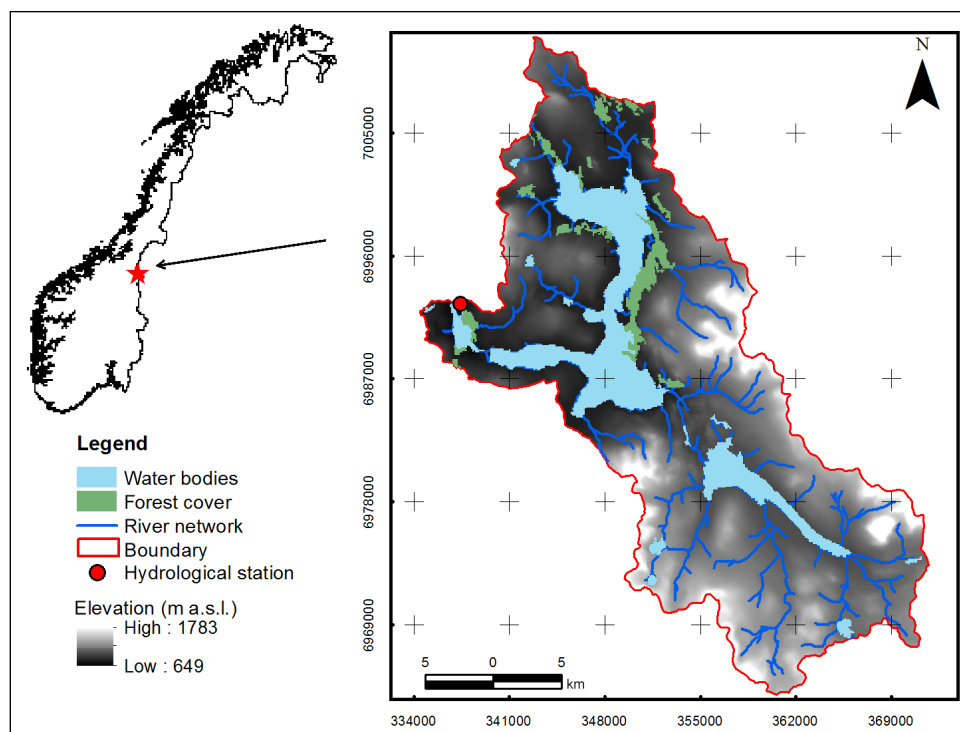 N
7005000
6996000
6987000
6978000
6969000
Legend
Water bodies
Forest cover
River network
Boundary
Hydrological station
Elevation (m a.s.l.)
High : 1783
Low : 649
5 0 5
km
334000 341000 348000 355000 362000 369000